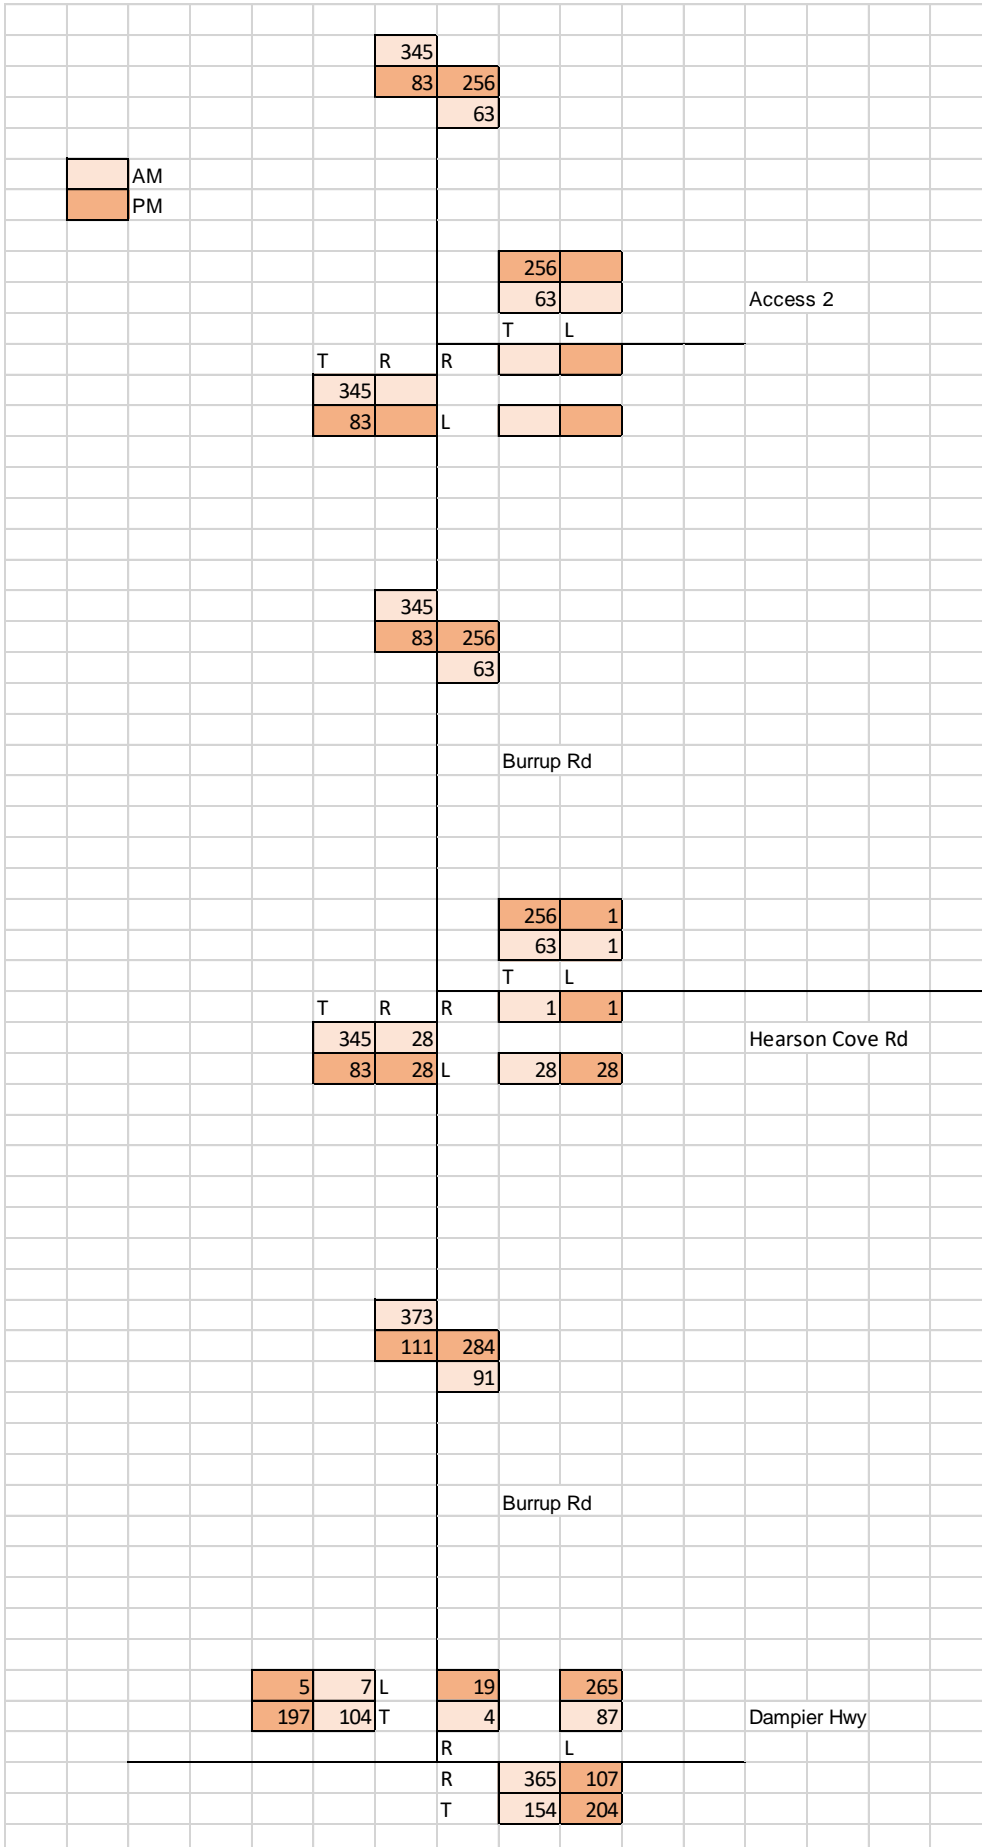 345
83 256
63
AM
PM
256
63 Access 2
T L
T R R
345
83 L
345
83 256
63
Burrup Rd
256 1
63 1
T L
T R R 1 1
345 28 Hearson Cove Rd
83 28 L 28 28
373
111 284
91
Burrup Rd
5 7 L 19 265
197 104 T 4 87 Dampier Hwy
R L
R 365 107
T 154 204